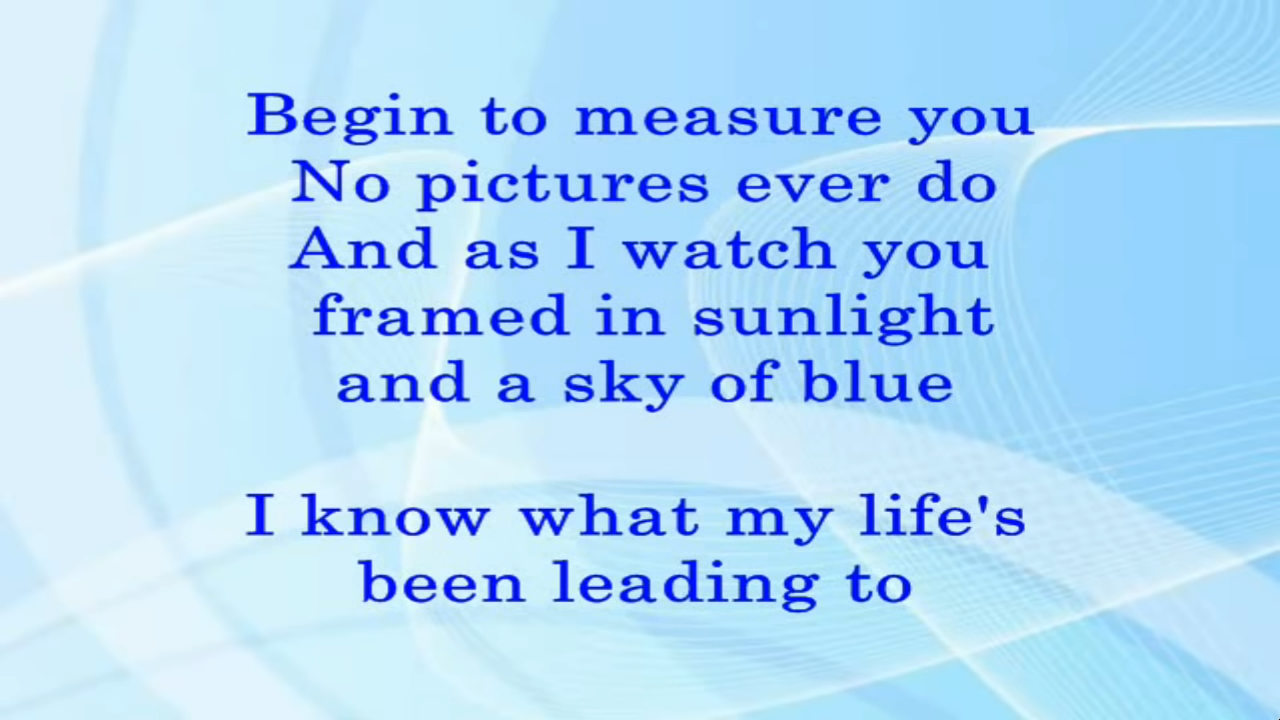 Begin to measure you
No pictures ever do
And as I watch you
framed in sunlight
and a sky of blue
I know what my life's
been leading to